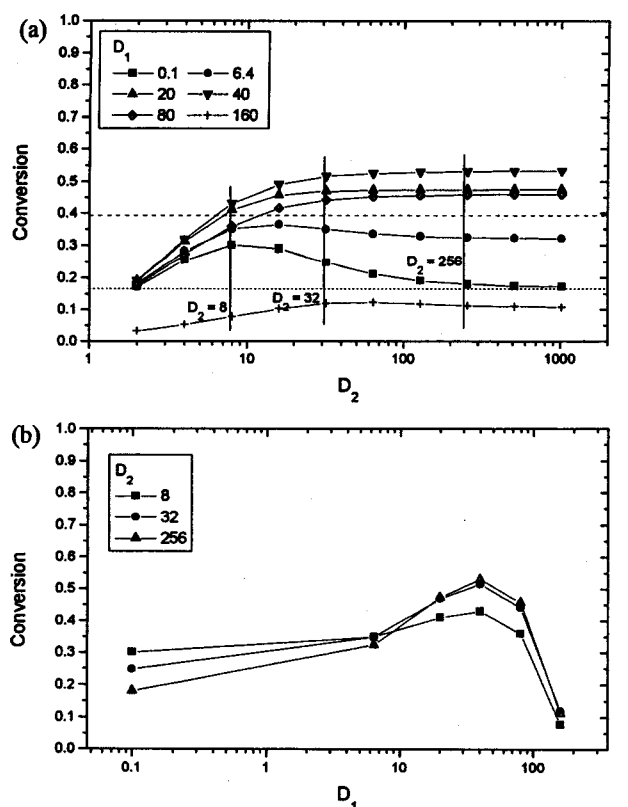 (a)
1.0
0.9
0.8
0.7
0.6
0.5
0.4
0.3
0.2
0.1
0.0
Conversion
D1
0.1 6.4
20 40
80 160
D2 = 8
D2 = 32
D2 = 256
1 10 100 1000
D2
(b)
1.0
0.9
0.8
0.7
0.6
0.5
0.4
0.3
0.2
0.1
0.0
Conversion
D2
8
32
256
0.1 1 10 100
D1